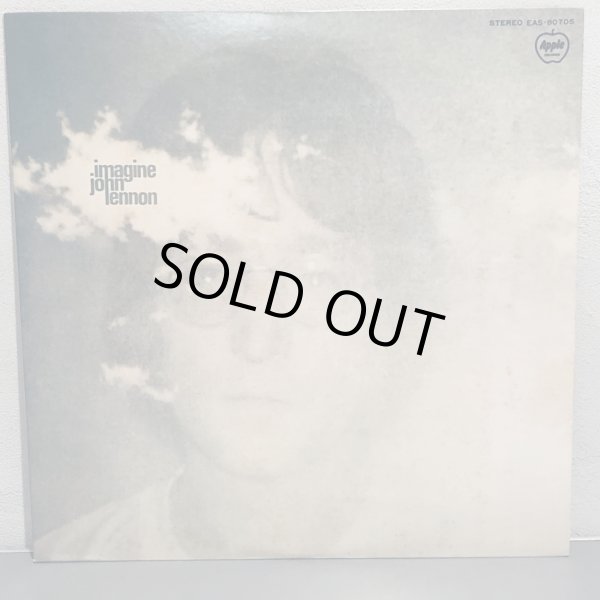 STEREO EAS-80705
Apple
imagine
john
lennon
SOLD OUT